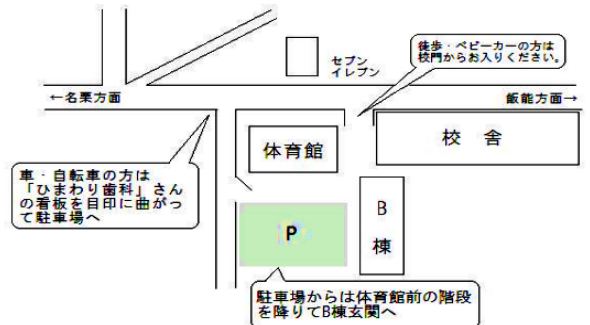 セブン
イレブン
徒歩・ベビーカーの方は
校門からお入りください。
←名栗方面
飯能方面→
体育館
校舎
車・自転車の方は
「ひまわり歯科」さん
の看板を目印に曲がっ
て駐車場へ
P
B
棟
駐車場からは体育館前の階段
を降りてB棟玄関へ